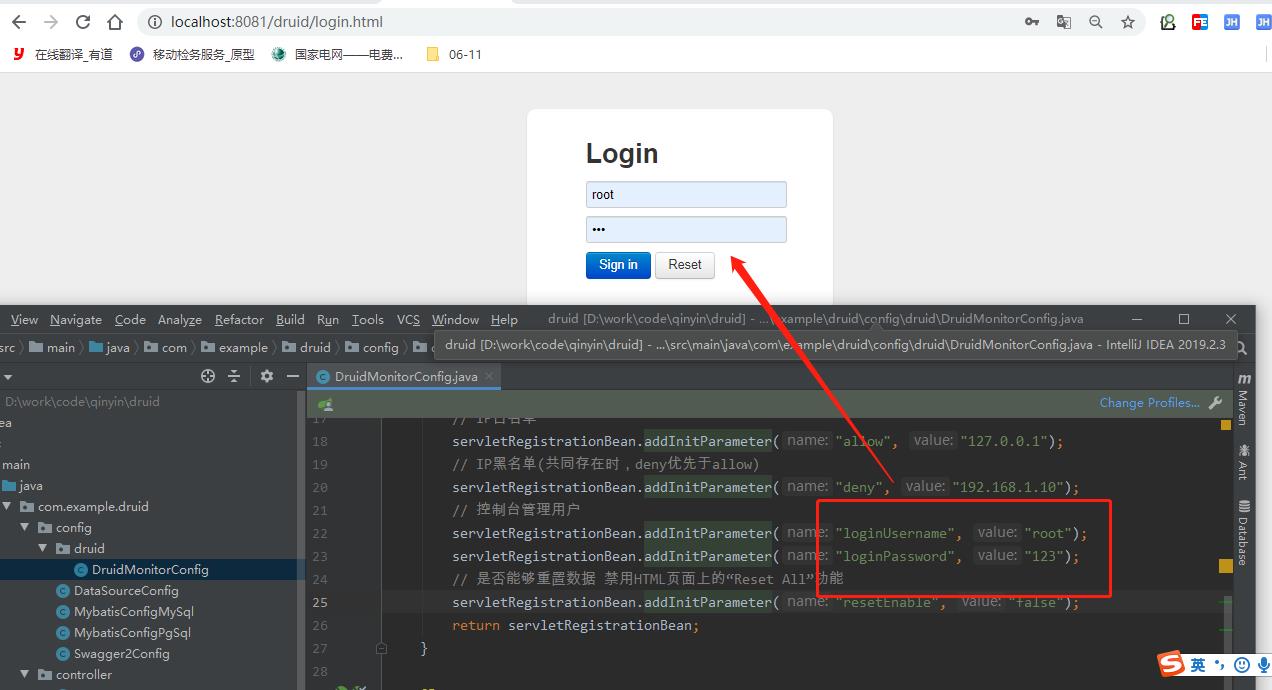 localhost:8081/druid/login.html
在线翻译_有道 移动检务服务_原型 国家电网——电费... 06-11
Login
root
•••
Sign in Reset
View Navigate Code Analyze Refactor Build Run Tools VCS Window Help druid [D:\work\code\qinyin\druid] - ...\example\druid\config\druid\DruidMonitorConfig.java
src main java com example druid config
druid [D:\work\code\qinyin\druid] - ...\src\main\java\com\example\druid\config\druid\DruidMonitorConfig.java - IntelliJ IDEA 2019.2.3
DruidMonitorConfig.java
D:\work\code\qinyin\druid
Change Profiles...
17 // IP白名单
18 servletRegistrationBean.addInitParameter( name: "allow", value: "127.0.0.1");
19 // IP黑名单(共同存在时，deny优先于allow)
20 servletRegistrationBean.addInitParameter( name: "deny", value: "192.168.1.10");
21 // 控制台管理用户
22 servletRegistrationBean.addInitParameter( name: "loginUsername", value: "root");
23 servletRegistrationBean.addInitParameter( name: "loginPassword", value: "123");
24 // 是否能够重置数据 禁用HTML页面上的“Reset All”功能
25 servletRegistrationBean.addInitParameter( name: "resetEnable", value: "false");
26 return servletRegistrationBean;
27 }
28
main
java
com.example.druid
config
druid
DruidMonitorConfig
DataSourceConfig
MybatisConfigMySql
MybatisConfigPgSql
Swagger2Config
controller
m Maven
Ant
Database
S 英
FE
JH
JH